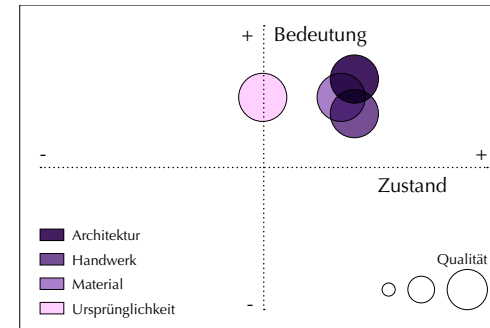 + Bedeutung
- +
Zustand
Architektur
Handwerk
Material
Ursprünglichkeit
Qualität
-